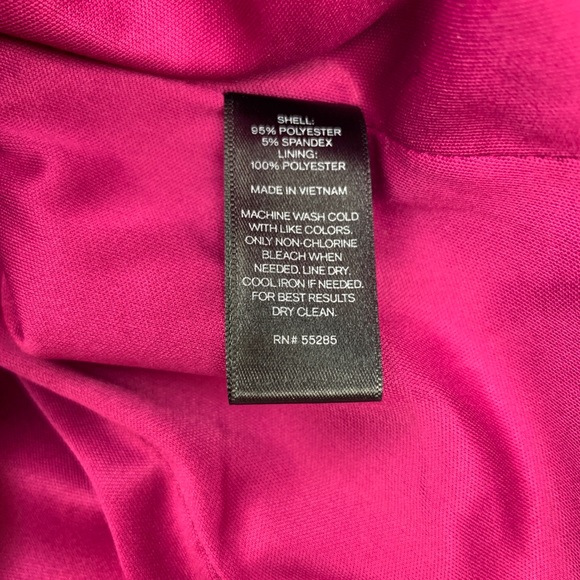 SHELL:
95% POLYESTER
5% SPANDEX
LINING:
100% POLYESTER
MADE IN VIETNAM
MACHINE WASH COLD
WITH LIKE COLORS.
ONLY NON-CHLORINE
BLEACH WHEN
NEEDED. LINE DRY.
COOL IRON IF NEEDED.
FOR BEST RESULTS
DRY CLEAN.
RN# 55285